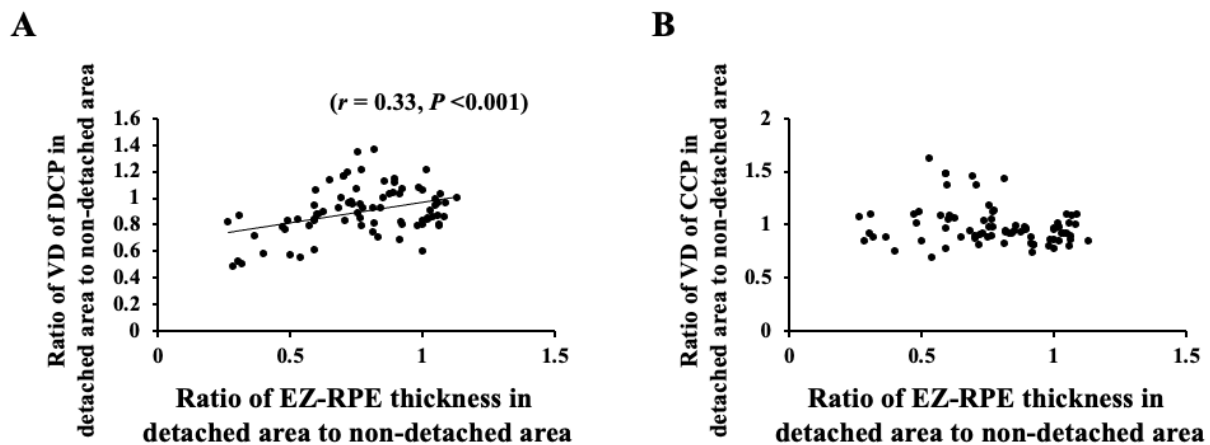 A
B
Ratio of VD of DCP in
detached area to non-detached area
(r = 0.33, P <0.001)
1.6
1.4
1.2
1
0.8
0.6
0.4
0.2
0
0
0.5
1
1.5
Ratio of EZ-RPE thickness in
detached area to non-detached area
Ratio of VD of CCP in
detached area to non-detached area
2
1.5
1
0.5
0
0
0.5
1
1.5
Ratio of EZ-RPE thickness in
detached area to non-detached area